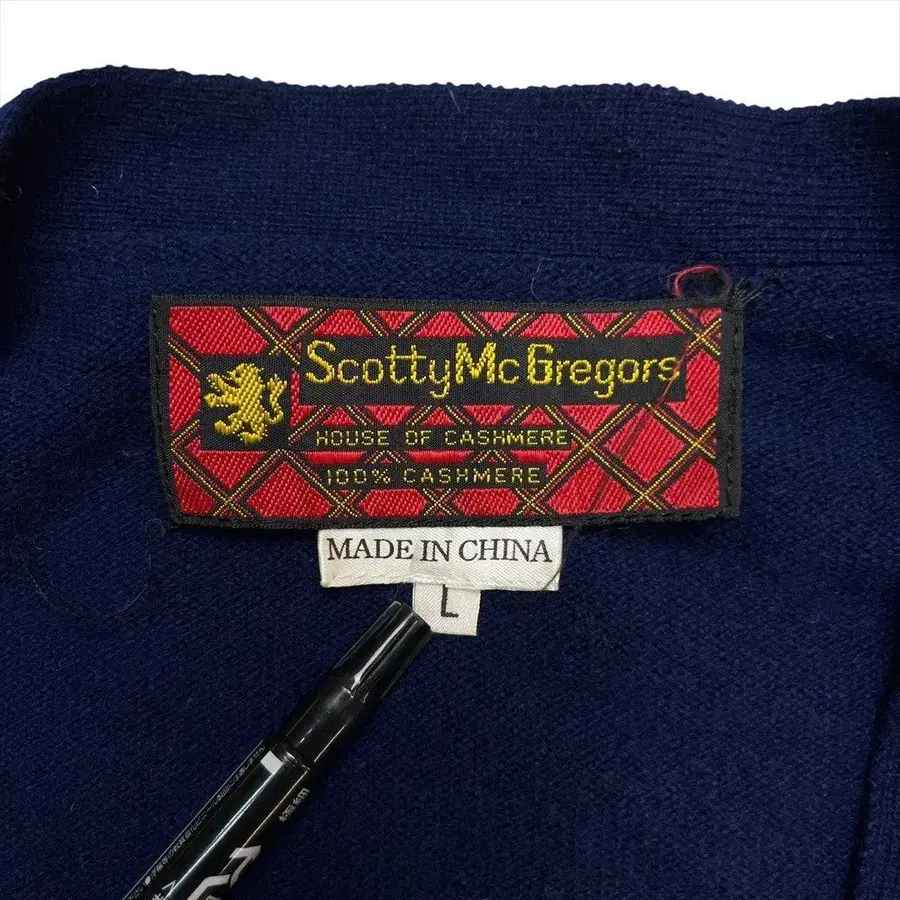 ScottyMcGregors
HOUSE OF CASHMERE
100% CASHMERE
MADE IN CHINA
L